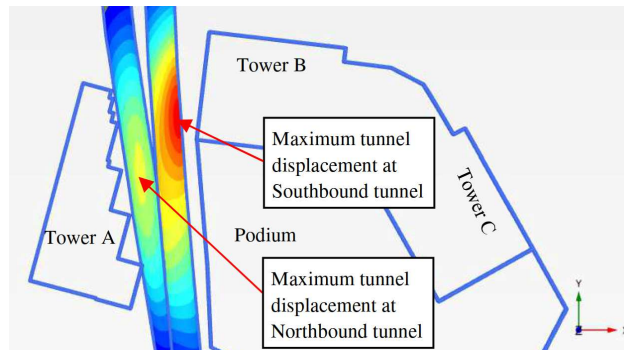 Tower B
Maximum tunnel
displacement at
Southbound tunnel
Tower C
Tower A
Podium
Maximum tunnel
displacement at
Northbound tunnel
Y
Z
X